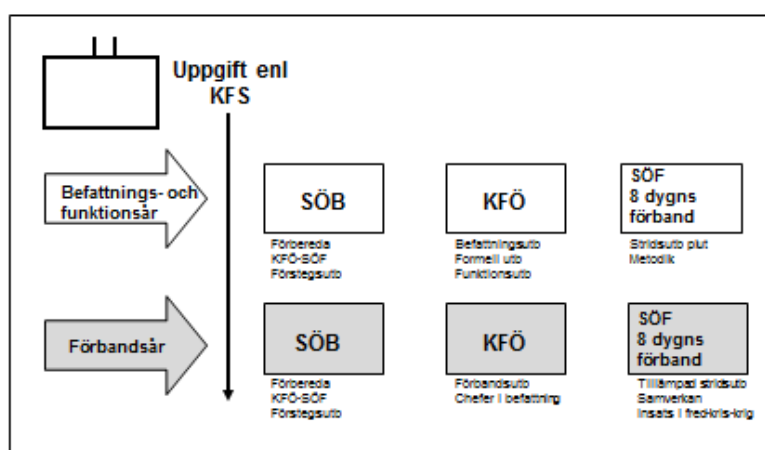 Uppgift enl
KFS
Befattnings- och
funktionsår
SÖB
KFÖ
SÖF
8 dygns
förband
Förbereda
KFÖ-SÖF
Förstegsutb
Befattningsutb
Formell utb
Funktionsutb
Stridsutb plut
Metodik
Förbandsår
SÖB
KFÖ
SÖF
8 dygns
förband
Förbereda
KFÖ-SÖF
Förstegsutb
Förbandsutb
Chefer i befattning
Tillämpad stridsutb
Samverkan
Insats i fred-kris-krig